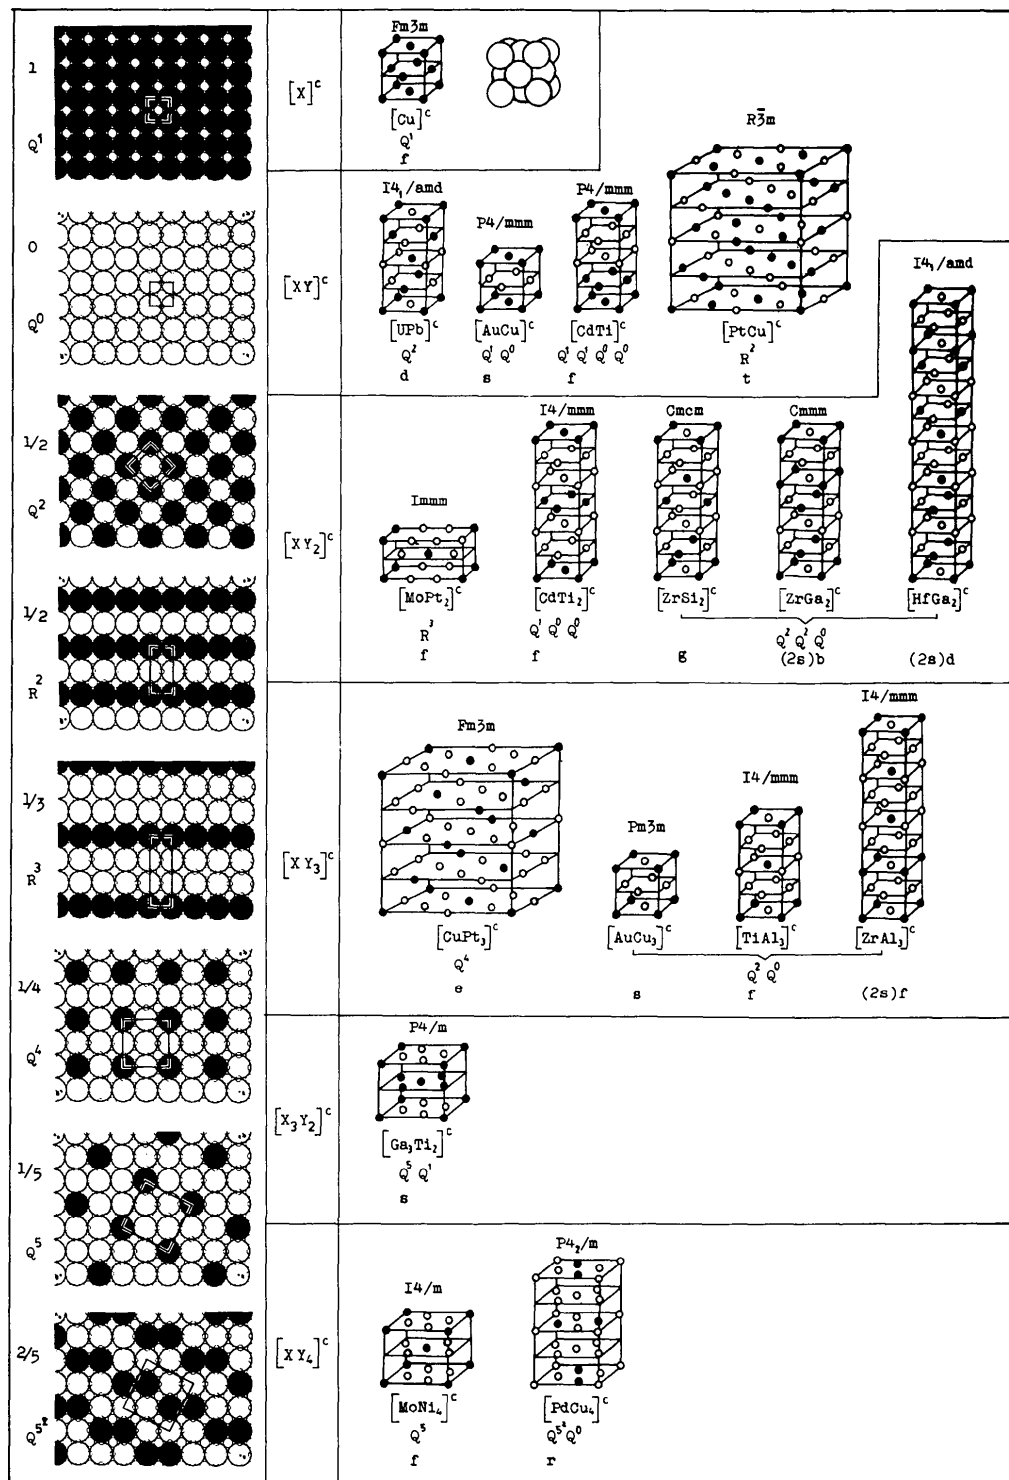 1
Q¹
0
Q⁰
1/2
Q²
1/2
R²
1/3
R³
1/4
Q⁴
1/5
Q⁵
2/5
Q⁵²
[X]ᶜ
Fm3m
[Cu]ᶜ
Q¹
f
[XY]ᶜ
I4₁/amd P4/mmm P4/mmm R3̄m
[UPb]ᶜ [AuCu]ᶜ [CdTi]ᶜ [PtCu]ᶜ
Q² Q¹ Q⁰ Q¹ Q¹ Q⁰ Q⁰ R²
d s f t
[XY₂]ᶜ
Immm I4/mmm Cmcm Cmmm I4₁/amd
[MoPt₂]ᶜ [CdTi₂]ᶜ [ZrSi₂]ᶜ [ZrGa₂]ᶜ [HfGa₂]ᶜ
R³ Q¹ Q⁰ Q⁰ Q² Q² Q⁰
f f g (2s)b (2s)d
[XY₃]ᶜ
Fm3m Pm3m I4/mmm I4/mmm
[CuPt₃]ᶜ [AuCu₃]ᶜ [TiAl₃]ᶜ [ZrAl₃]ᶜ
Q⁴ Q² Q⁰
e s f (2s)f
[X₃Y₂]ᶜ
P4/m
[Ga₃Ti₂]ᶜ
Q⁵ Q¹
s
[XY₄]ᶜ
I4/m P4₂/m
[MoNi₄]ᶜ [PdCu₄]ᶜ
Q⁵ Q⁵²Q⁰
f r